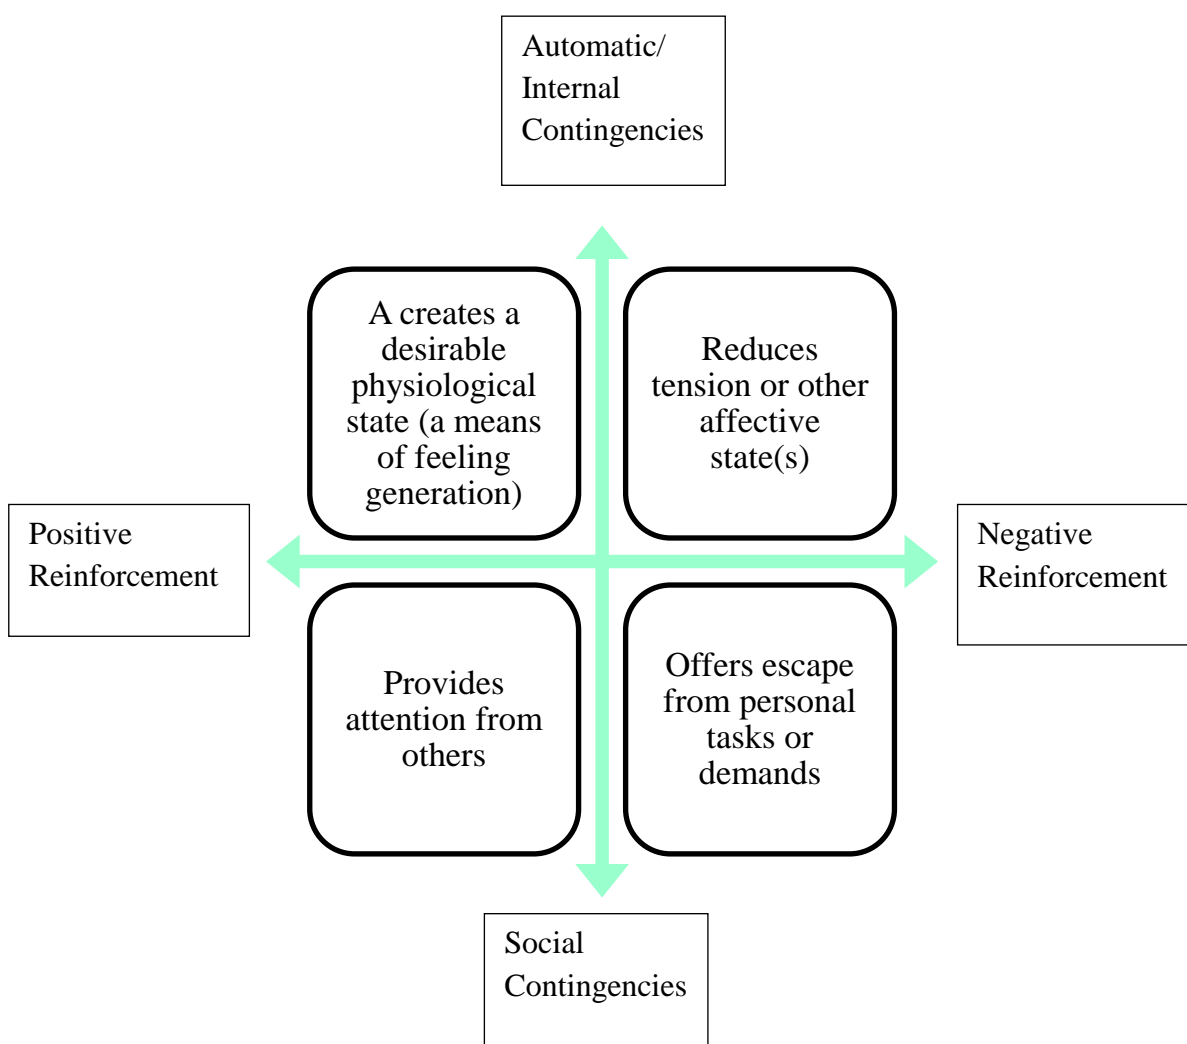 Automatic/
Internal
Contingencies
A creates a
desirable
physiological
state (a means
of feeling
generation)
Reduces
tension or other
affective
state(s)
Positive
Reinforcement
Negative
Reinforcement
Provides
attention from
others
Offers escape
from personal
tasks or
demands
Social
Contingencies